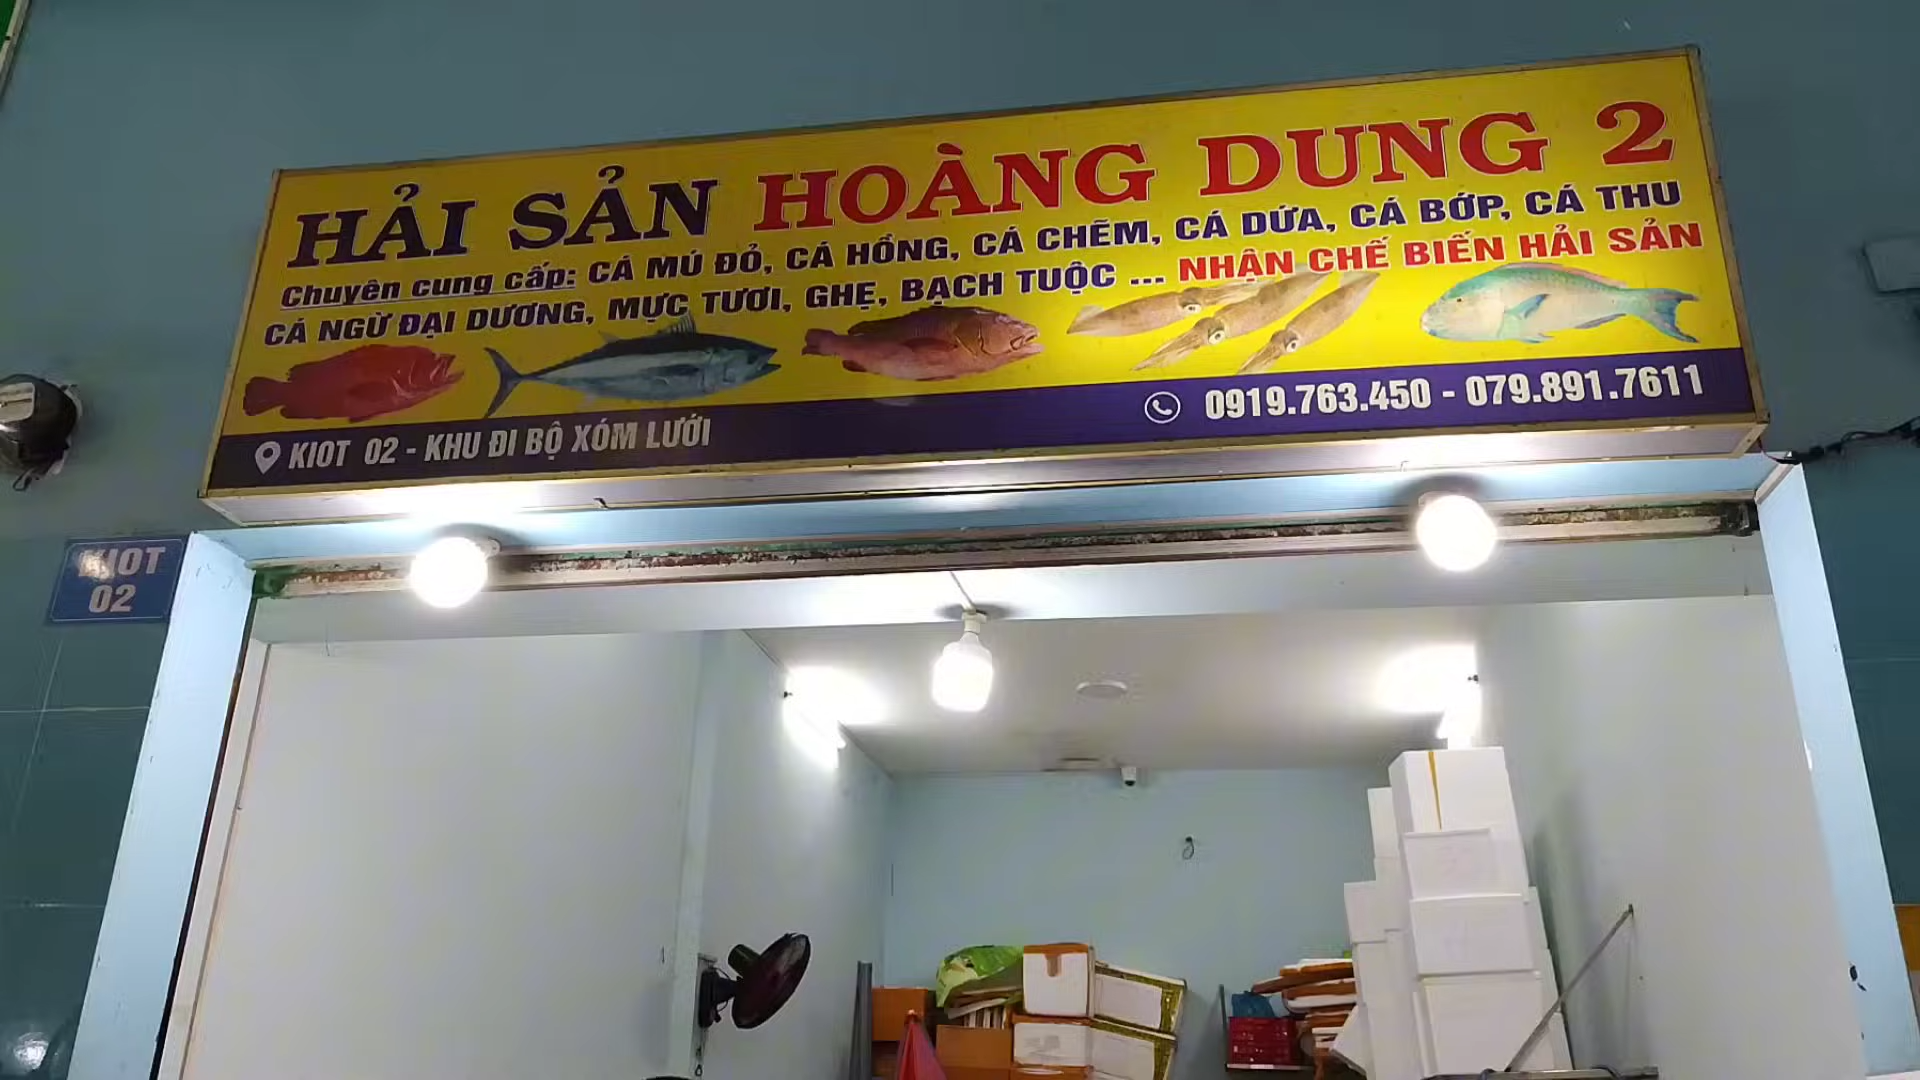 HẢI SẢN HOÀNG DUNG 2
Chuyên cung cấp: CÁ MÚ ĐỎ, CÁ HỒNG, CÁ CHẼM, CÁ DỨA, CÁ BỚP, CÁ THU
CÁ NGỪ ĐẠI DƯƠNG, MỰC TƯƠI, GHẸ, BẠCH TUỘC ... NHẬN CHẾ BIẾN HẢI SẢN
KIOT 02 - KHU ĐI BỘ XÓM LƯỚI
0919.763.450 - 079.891.7611
KIOT
02